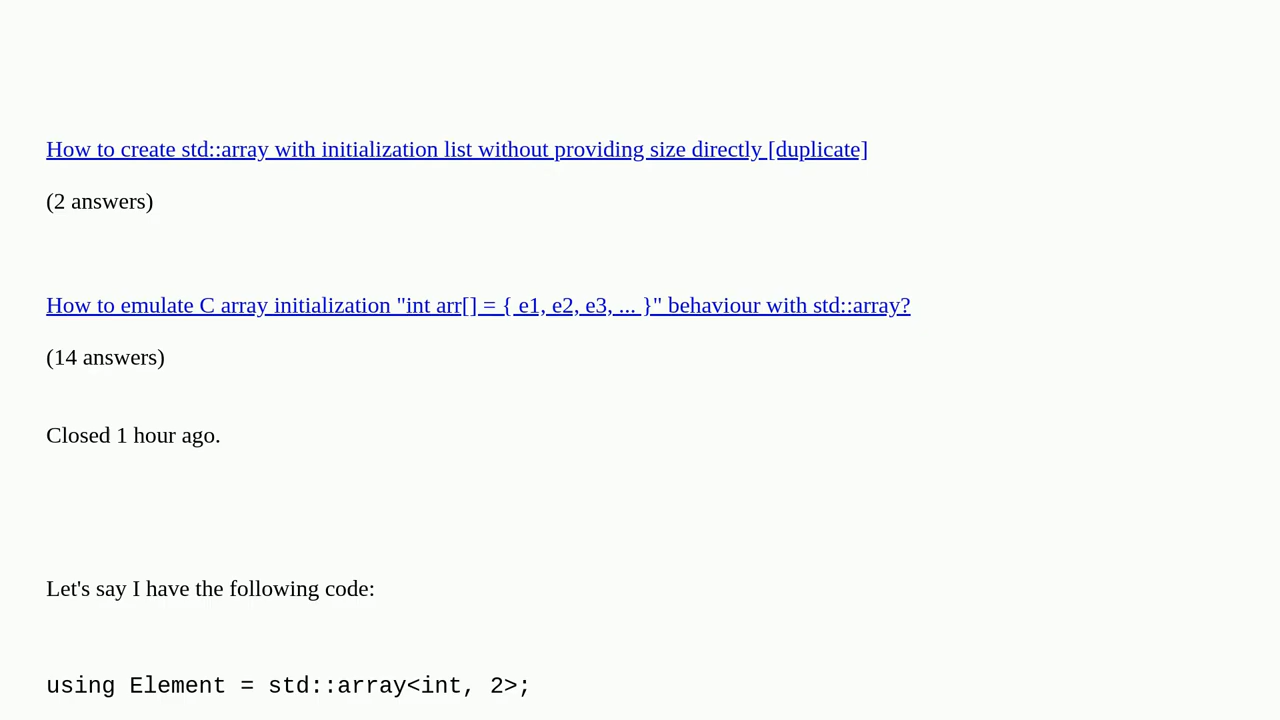 How to create std::array with initialization list without providing size directly [duplicate]
(2 answers)
How to emulate C array initialization "int arr[] = { e1, e2, e3, ... }" behaviour with std::array?
(14 answers)
Closed 1 hour ago.
Let's say I have the following code:
using Element = std::array<int, 2>;